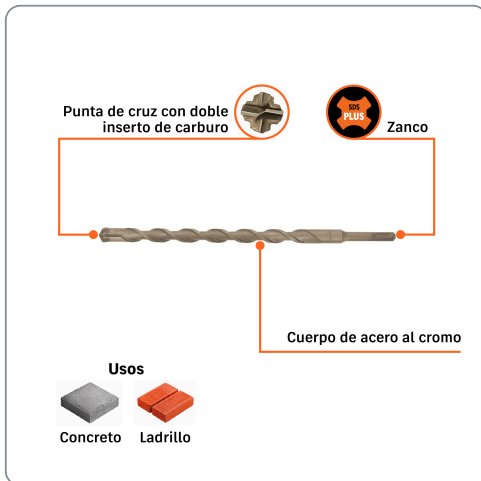 Punta de cruz con doble
inserto de carburo
SDS
PLUS
Zanco
Cuerpo de acero al cromo
Usos
Concreto
Ladrillo